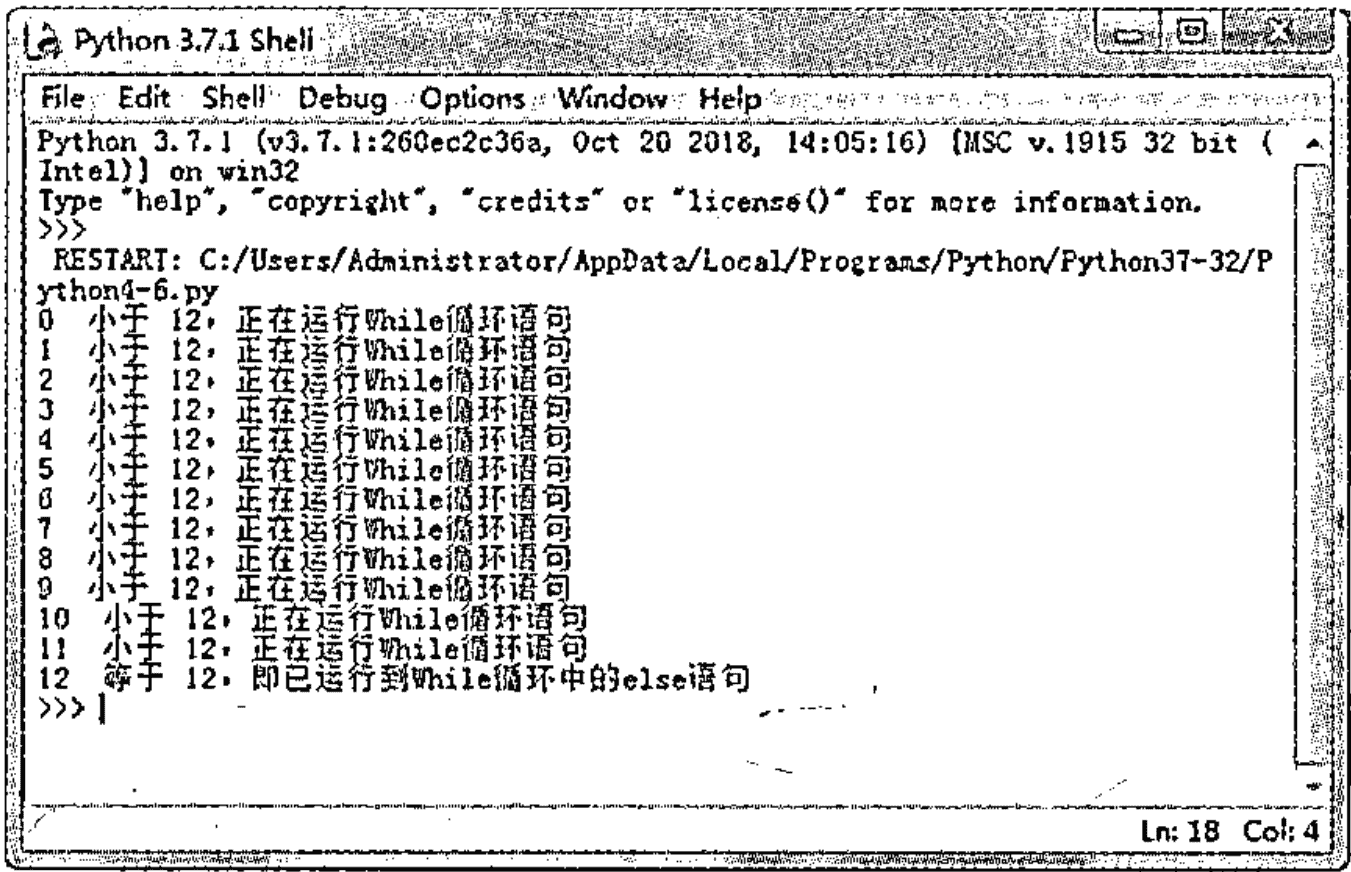 Python 3.7.1 Shell
File Edit Shell Debug Options Window Help
Python 3.7.1 (v3.7.1:260ec2c36a, Oct 20 2018, 14:05:16) [MSC v.1915 32 bit (
Intel)] on win32
Type "help", "copyright", "credits" or "license()" for more information.
>>>
RESTART: C:/Users/Administrator/AppData/Local/Programs/Python/Python37-32/P
ython4-6.py
0 小于 12,正在运行While循环语句
1 小于 12,正在运行While循环语句
2 小于 12,正在运行While循环语句
3 小于 12,正在运行While循环语句
4 小于 12,正在运行While循环语句
5 小于 12,正在运行While循环语句
6 小于 12,正在运行While循环语句
7 小于 12,正在运行While循环语句
8 小于 12,正在运行While循环语句
9 小于 12,正在运行While循环语句
10 小于 12,正在运行While循环语句
11 小于 12,正在运行While循环语句
12 等于 12,即已运行到While循环中的else语句
>>>
Ln: 18 Col: 4